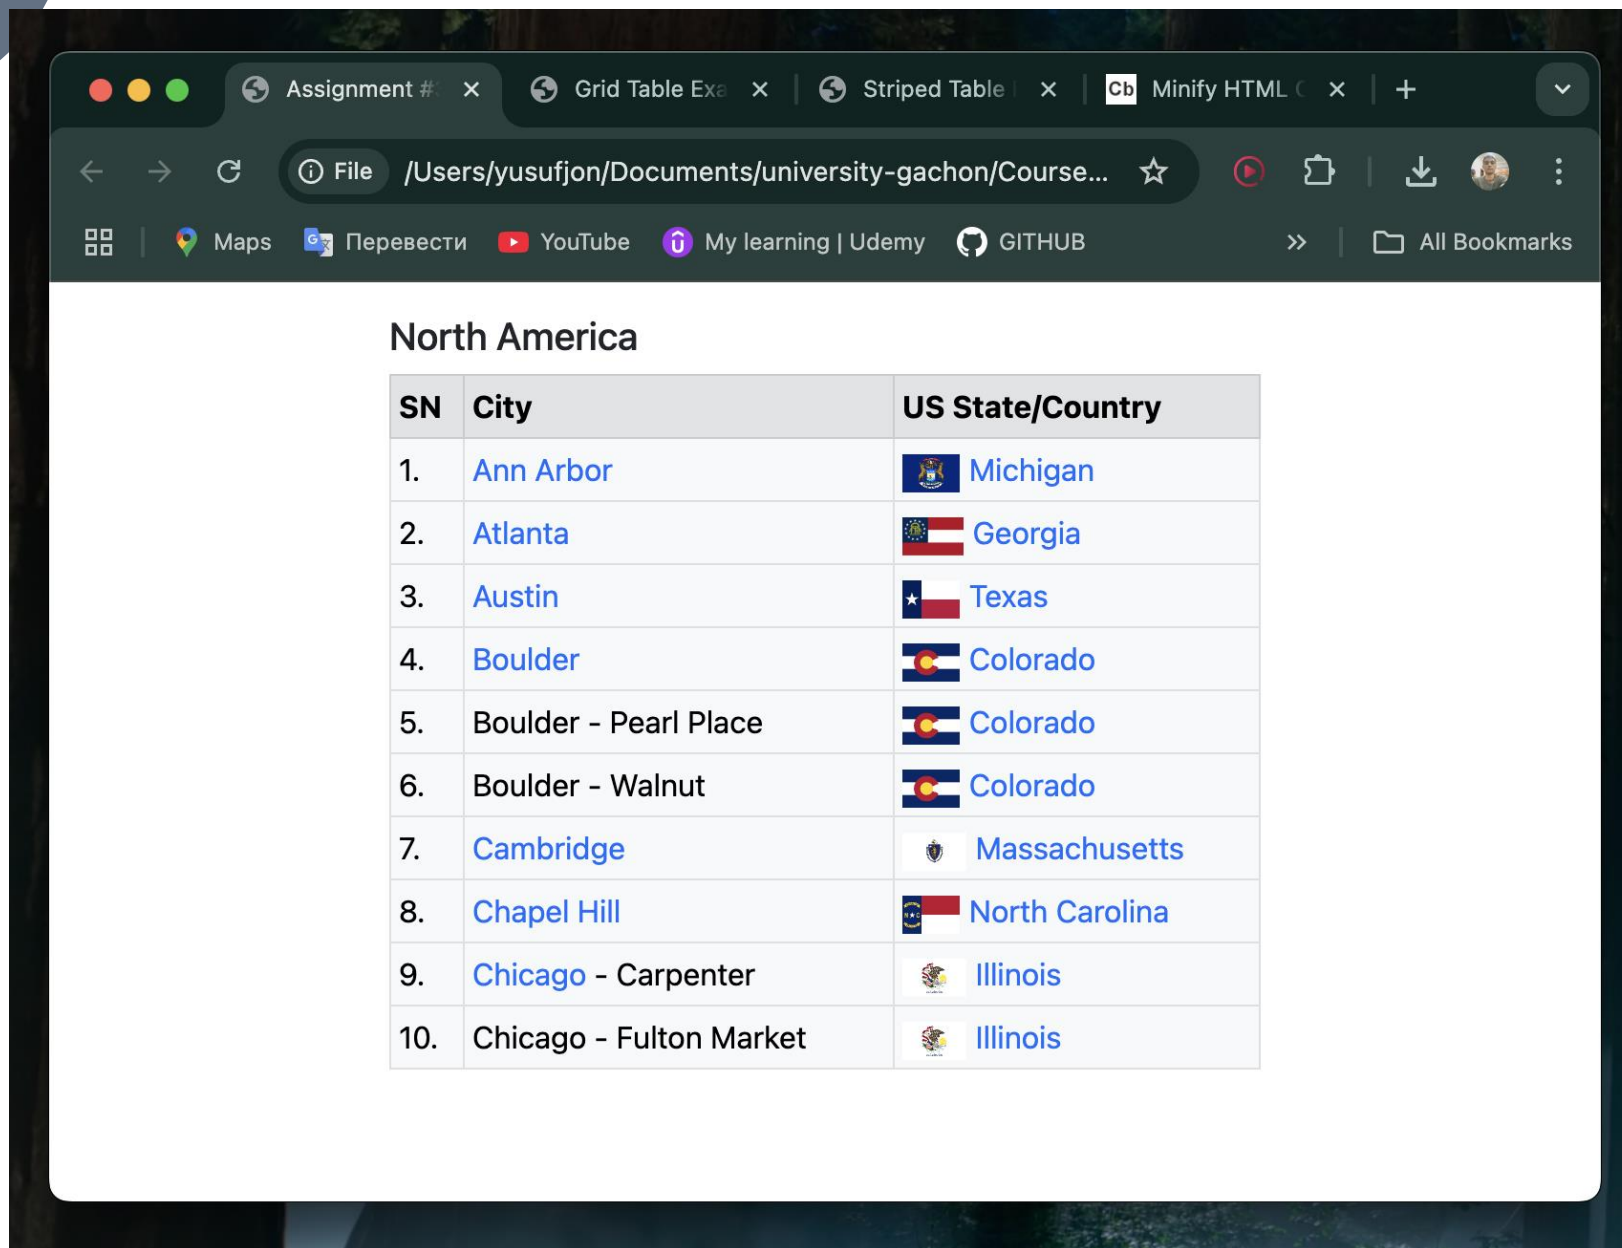 Assignment #
Grid Table Exa
Striped Table
Cb Minify HTML
File /Users/yusufjon/Documents/university-gachon/Course...
Maps Перевести YouTube My learning | Udemy GITHUB All Bookmarks
North America
SN City US State/Country
1. Ann Arbor Michigan
2. Atlanta Georgia
3. Austin Texas
4. Boulder Colorado
5. Boulder - Pearl Place Colorado
6. Boulder - Walnut Colorado
7. Cambridge Massachusetts
8. Chapel Hill North Carolina
9. Chicago - Carpenter Illinois
10. Chicago - Fulton Market Illinois